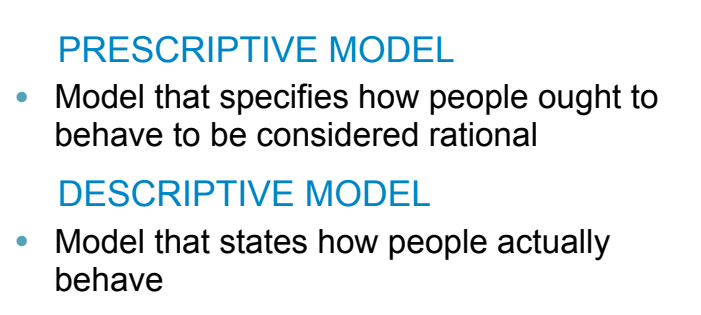 PRESCRIPTIVE MODEL
• Model that specifies how people ought to
behave to be considered rational
DESCRIPTIVE MODEL
• Model that states how people actually
behave